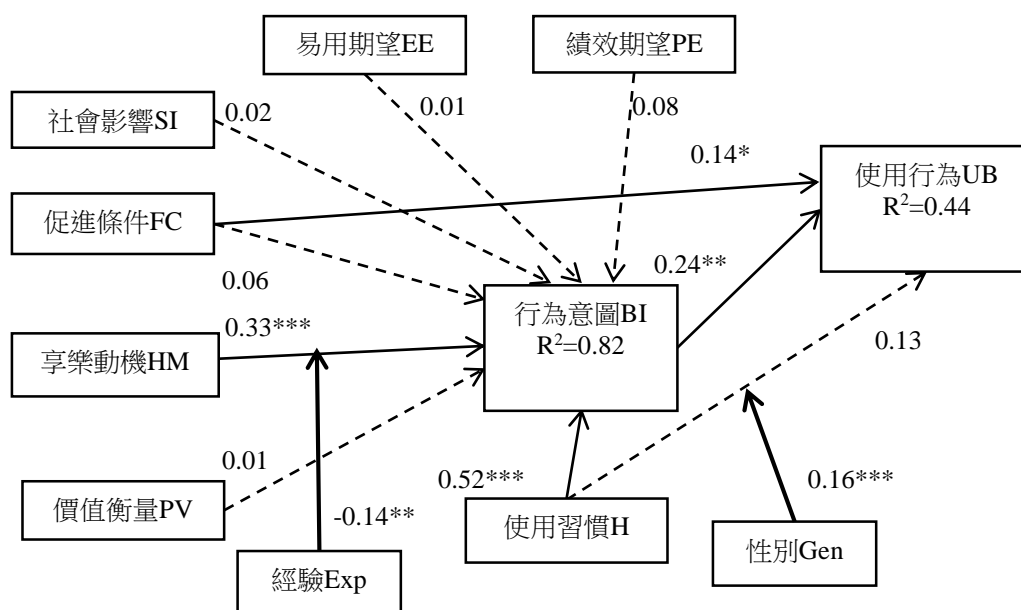 易用期望EE
績效期望PE
0.02
0.01
0.08
社會影響SI
0.14*
使用行為UB
R²=0.44
促進條件FC
0.24**
0.06
行為意圖BI
R²=0.82
0.33***
0.13
享樂動機HM
0.01
0.52***
0.16***
價值衡量PV
-0.14**
使用習慣H
性別Gen
經驗Exp